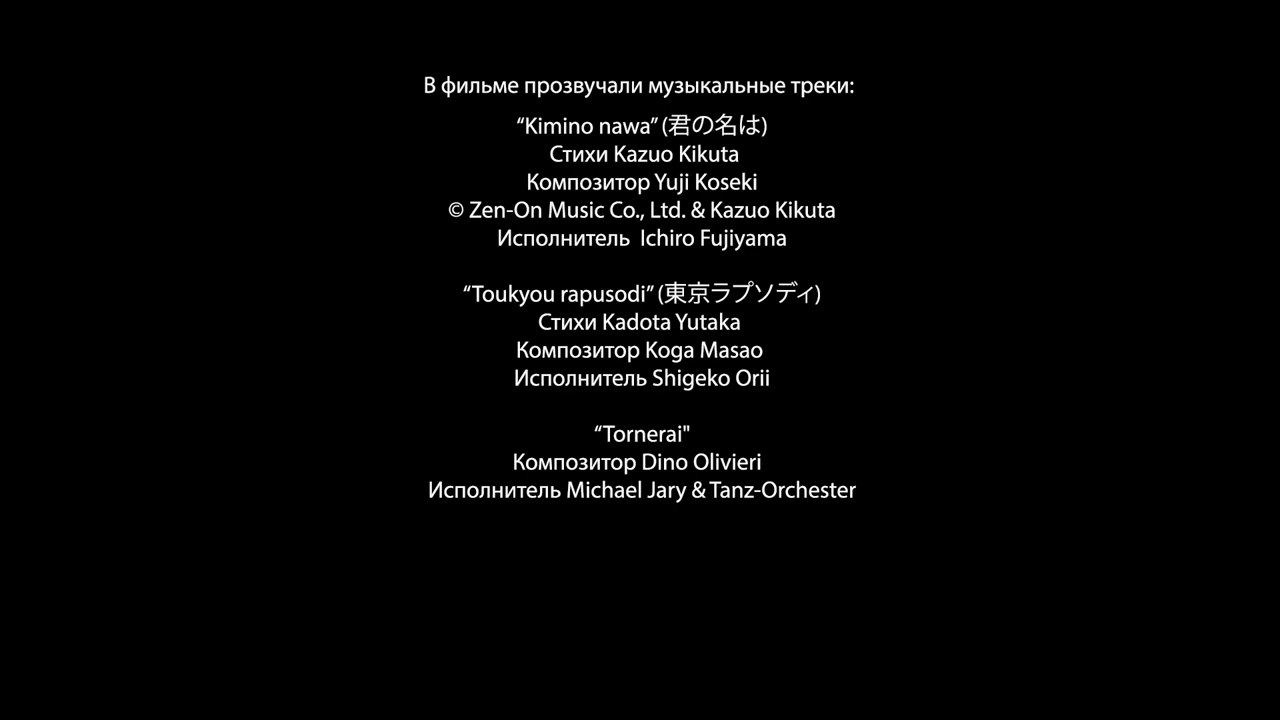 В фильме прозвучали музыкальные треки:
“Kimino nawa” (君の名は)
Стихи Kazuo Kikuta
Композитор Yuji Koseki
© Zen-On Music Co., Ltd. & Kazuo Kikuta
Исполнитель Ichiro Fujiyama
“Toukyou rapusodi” (東京ラプソディ)
Стихи Kadota Yutaka
Композитор Koga Masao
Исполнитель Shigeko Orii
“Tornerai"
Композитор Dino Olivieri
Исполнитель Michael Jary & Tanz-Orchester